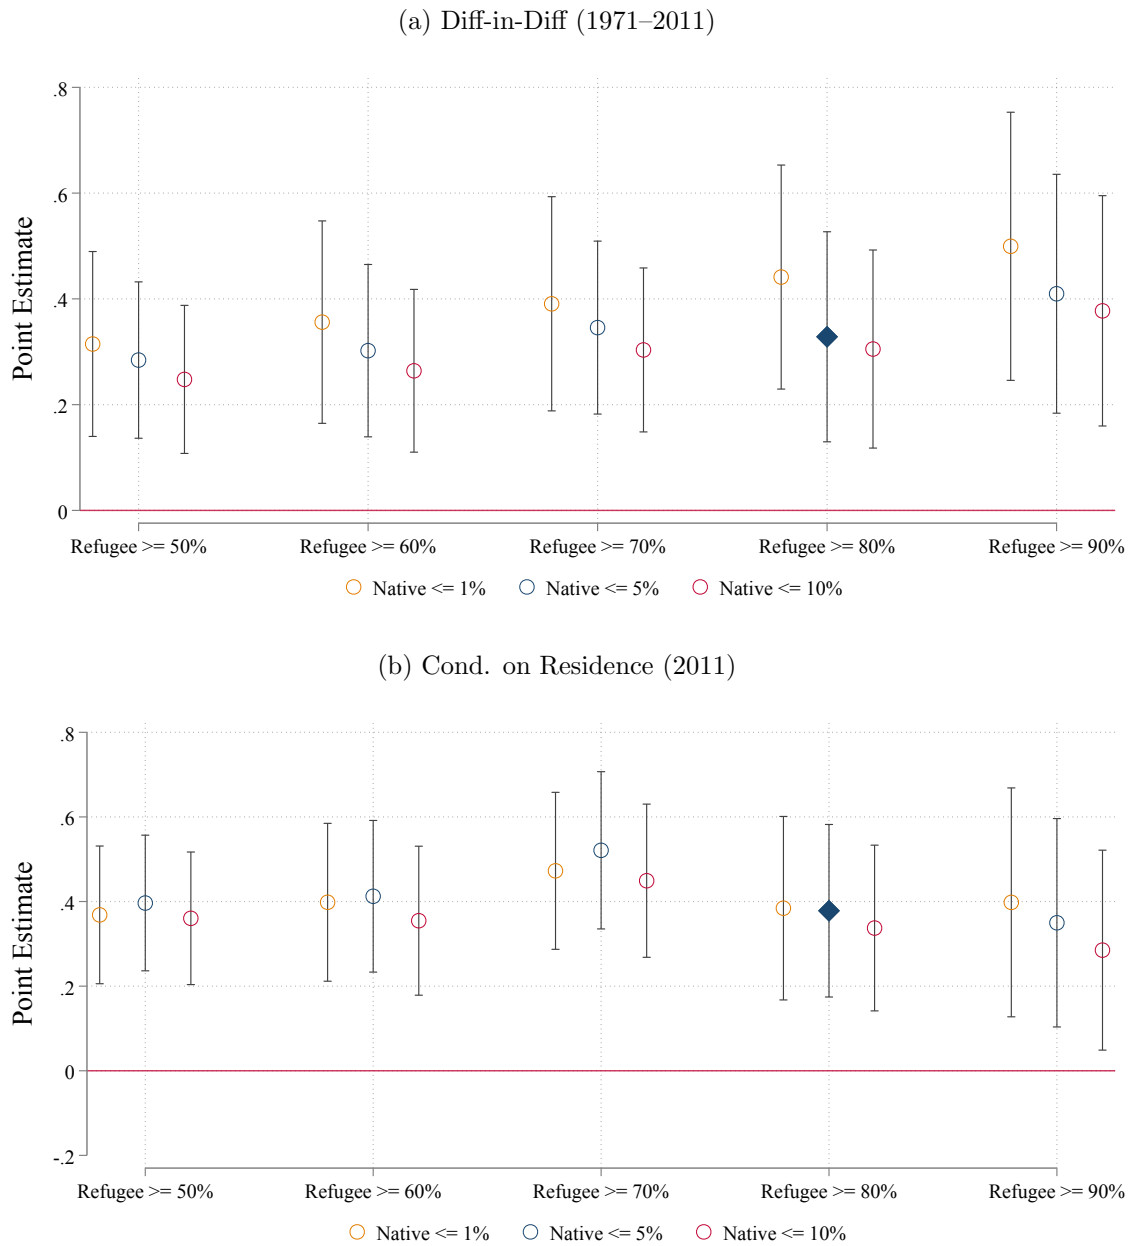 (a) Diff-in-Diff (1971–2011)
.8
.6
.4
.2
0
Point Estimate
Refugee >= 50% Refugee >= 60% Refugee >= 70% Refugee >= 80% Refugee >= 90%
Native <= 1% Native <= 5% Native <= 10%
(b) Cond. on Residence (2011)
.8
.6
.4
.2
0
-.2
Point Estimate
Refugee >= 50% Refugee >= 60% Refugee >= 70% Refugee >= 80% Refugee >= 90%
Native <= 1% Native <= 5% Native <= 10%